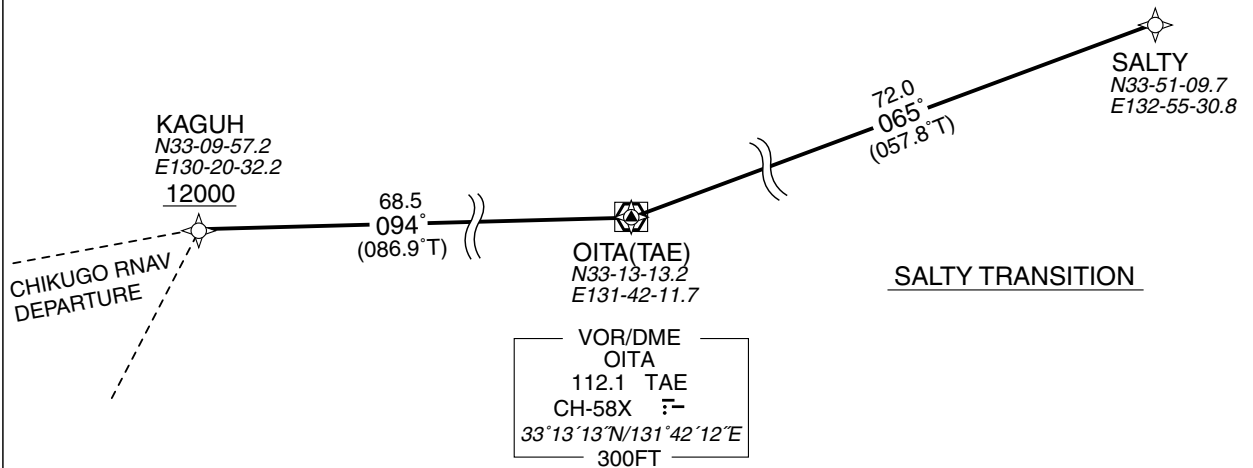 SALTY
N33-51-09.7
E132-55-30.8
72.0
065°
(057.8°T)
KAGUH
N33-09-57.2
E130-20-32.2
12000
68.5
094°
(086.9°T)
OITA(TAE)
N33-13-13.2
E131-42-11.7
CHIKUGO RNAV
DEPARTURE
SALTY TRANSITION
VOR/DME
OITA
112.1 TAE
CH-58X
33°13´13˝N/131°42´12˝E
300FT